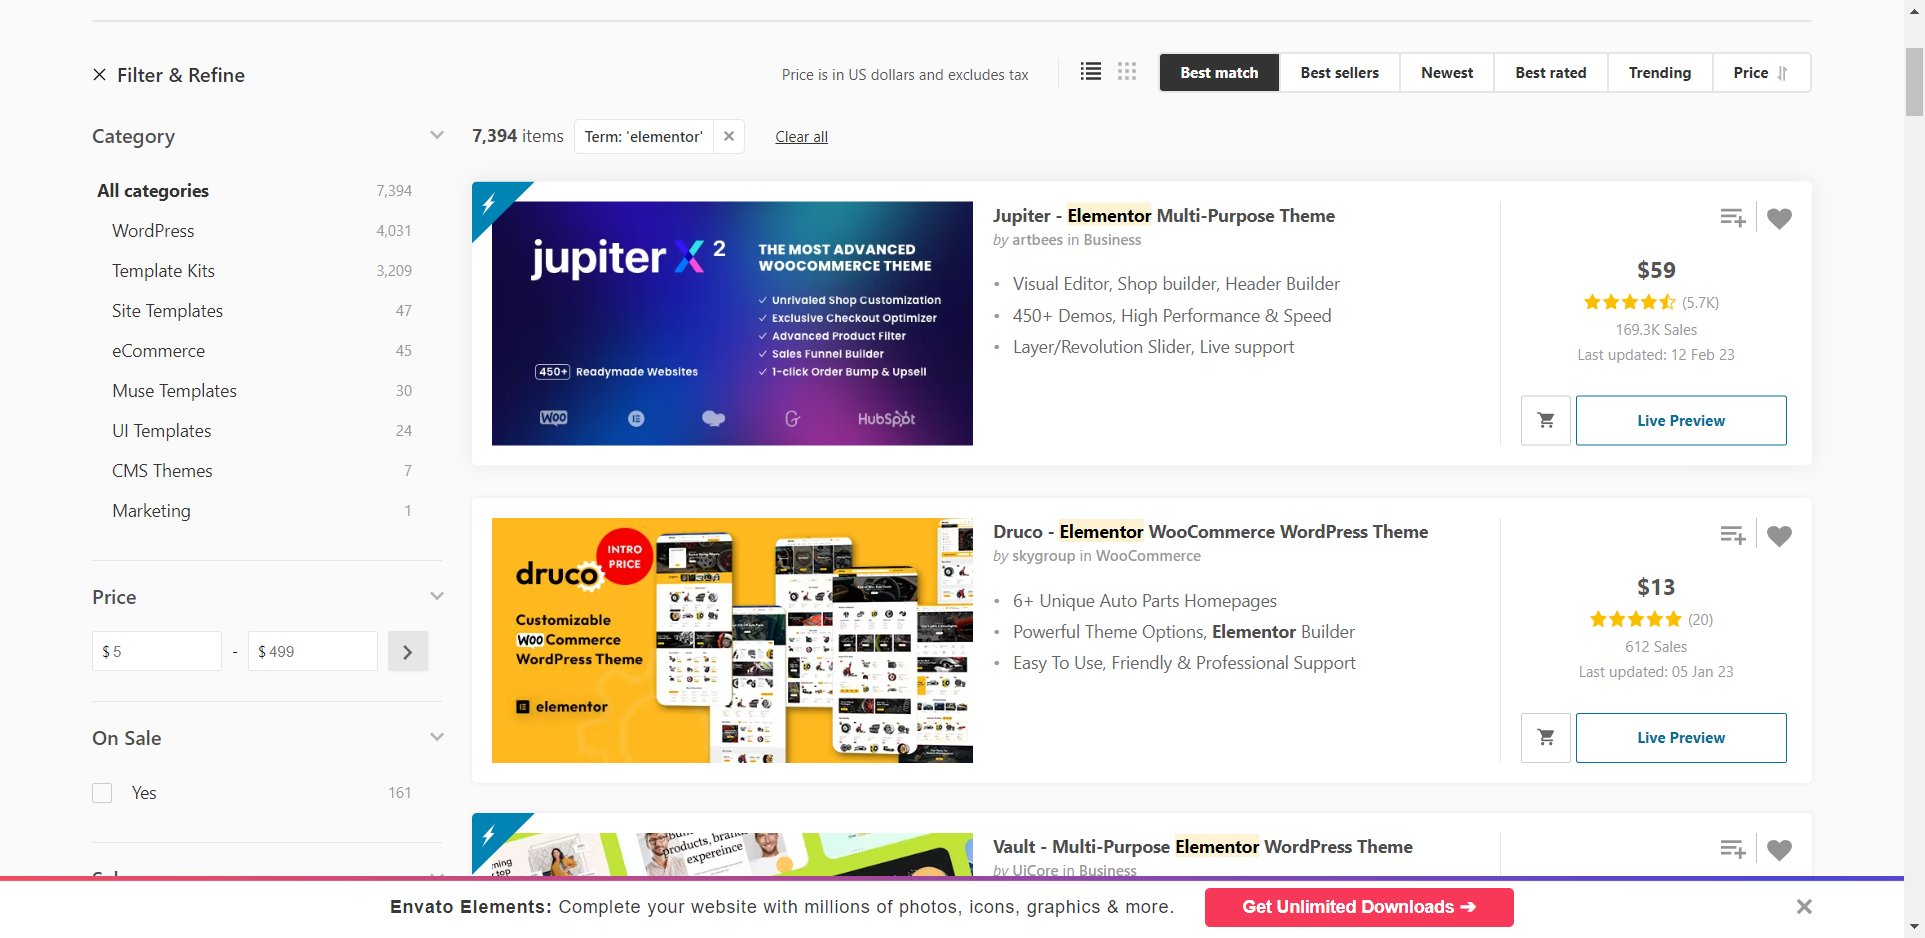 Filter & Refine
Price is in US dollars and excludes tax
Best match
Best sellers
Newest
Best rated
Trending
Price
Category
7,394 items
Term: 'elementor'
Clear all
All categories 7,394
WordPress 4,031
Template Kits 3,209
Site Templates 47
eCommerce 45
Muse Templates 30
UI Templates 24
CMS Themes 7
Marketing 1
Price
$ 5 - $ 499
On Sale
Yes 161
jupiter X 2
THE MOST ADVANCED
WOOCOMMERCE THEME
✓ Unrivaled Shop Customization
✓ Exclusive Checkout Optimizer
✓ Advanced Product Filter
✓ Sales Funnel Builder
✓ 1-click Order Bump & Upsell
450+ Readymade Websites
WOO
HubSpot
Jupiter - Elementor Multi-Purpose Theme
by artbees in Business
• Visual Editor, Shop builder, Header Builder
• 450+ Demos, High Performance & Speed
• Layer/Revolution Slider, Live support
$59
(5.7K)
169.3K Sales
Last updated: 12 Feb 23
Live Preview
druco
INTRO
PRICE
Customizable
WOO Commerce
WordPress Theme
elementor
Druco - Elementor WooCommerce WordPress Theme
by skygroup in WooCommerce
• 6+ Unique Auto Parts Homepages
• Powerful Theme Options, Elementor Builder
• Easy To Use, Friendly & Professional Support
$13
(20)
612 Sales
Last updated: 05 Jan 23
Live Preview
products, brand
expereince
Vault - Multi-Purpose Elementor WordPress Theme
by UiCore in Business
Envato Elements: Complete your website with millions of photos, icons, graphics & more.
Get Unlimited Downloads ➔